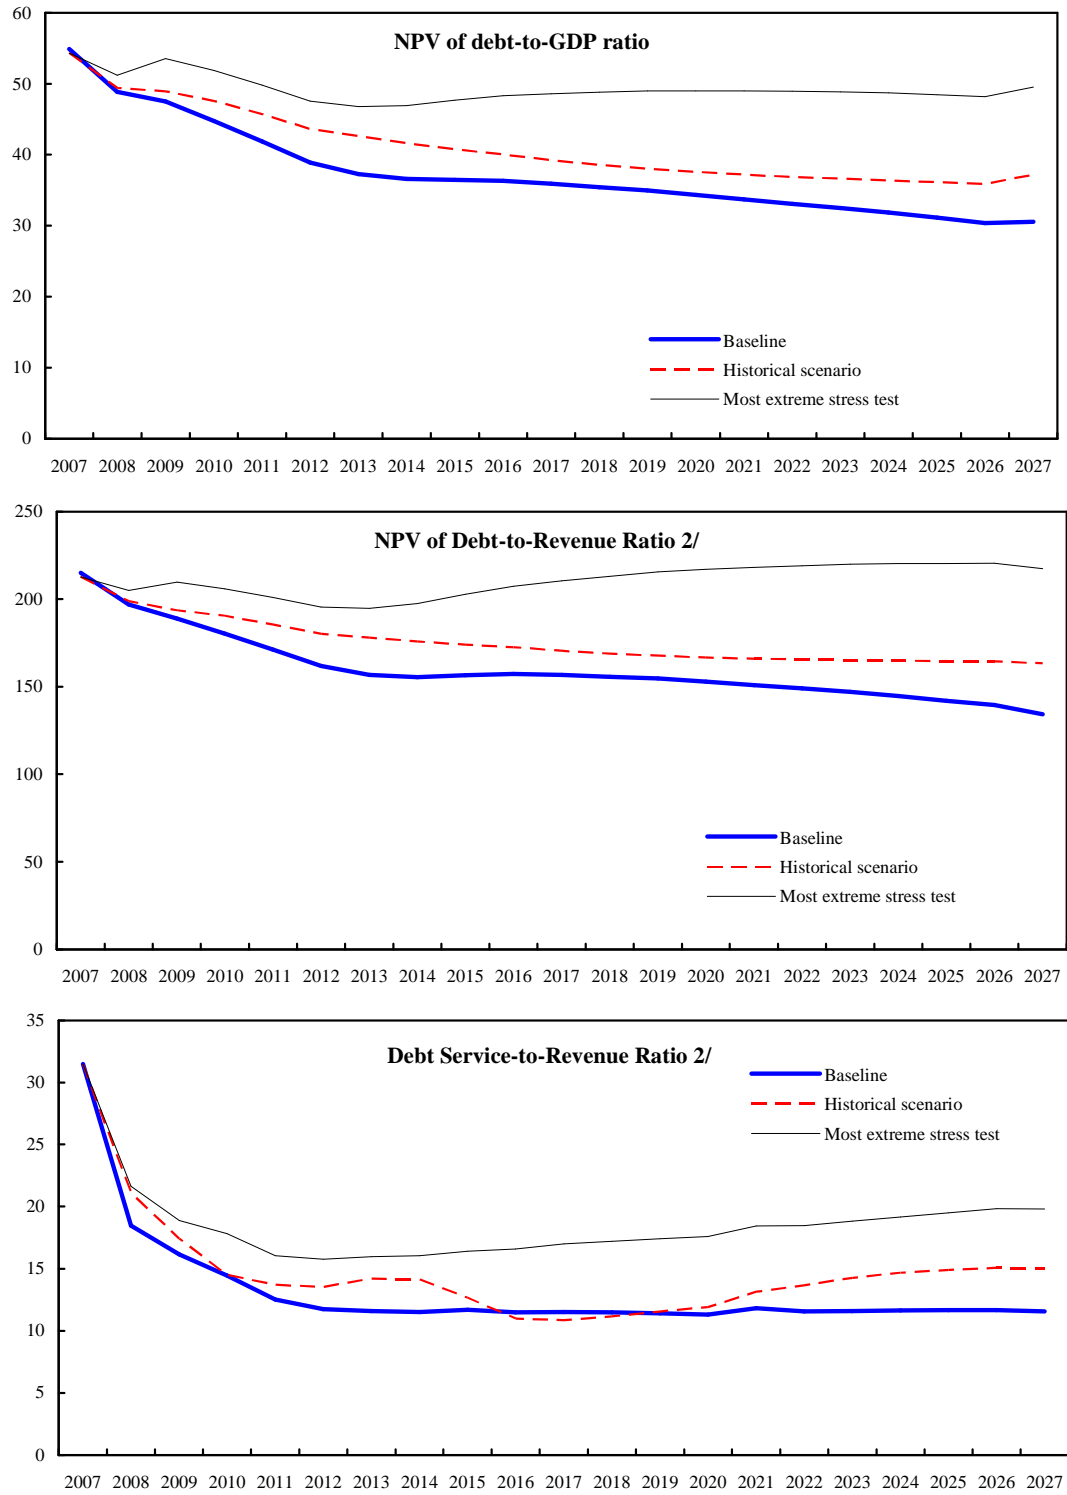 60
NPV of debt-to-GDP ratio
50
40
30
20
Baseline
10
Historical scenario
Most extreme stress test
0
2007 2008 2009 2010 2011 2012 2013 2014 2015 2016 2017 2018 2019 2020 2021 2022 2023 2024 2025 2026 2027
250
NPV of Debt-to-Revenue Ratio 2/
200
150
100
Baseline
50
Historical scenario
Most extreme stress test
0
2007 2008 2009 2010 2011 2012 2013 2014 2015 2016 2017 2018 2019 2020 2021 2022 2023 2024 2025 2026 2027
35
Debt Service-to-Revenue Ratio 2/
Baseline
30
Historical scenario
Most extreme stress test
25
20
15
10
5
0
2007 2008 2009 2010 2011 2012 2013 2014 2015 2016 2017 2018 2019 2020 2021 2022 2023 2024 2025 2026 2027